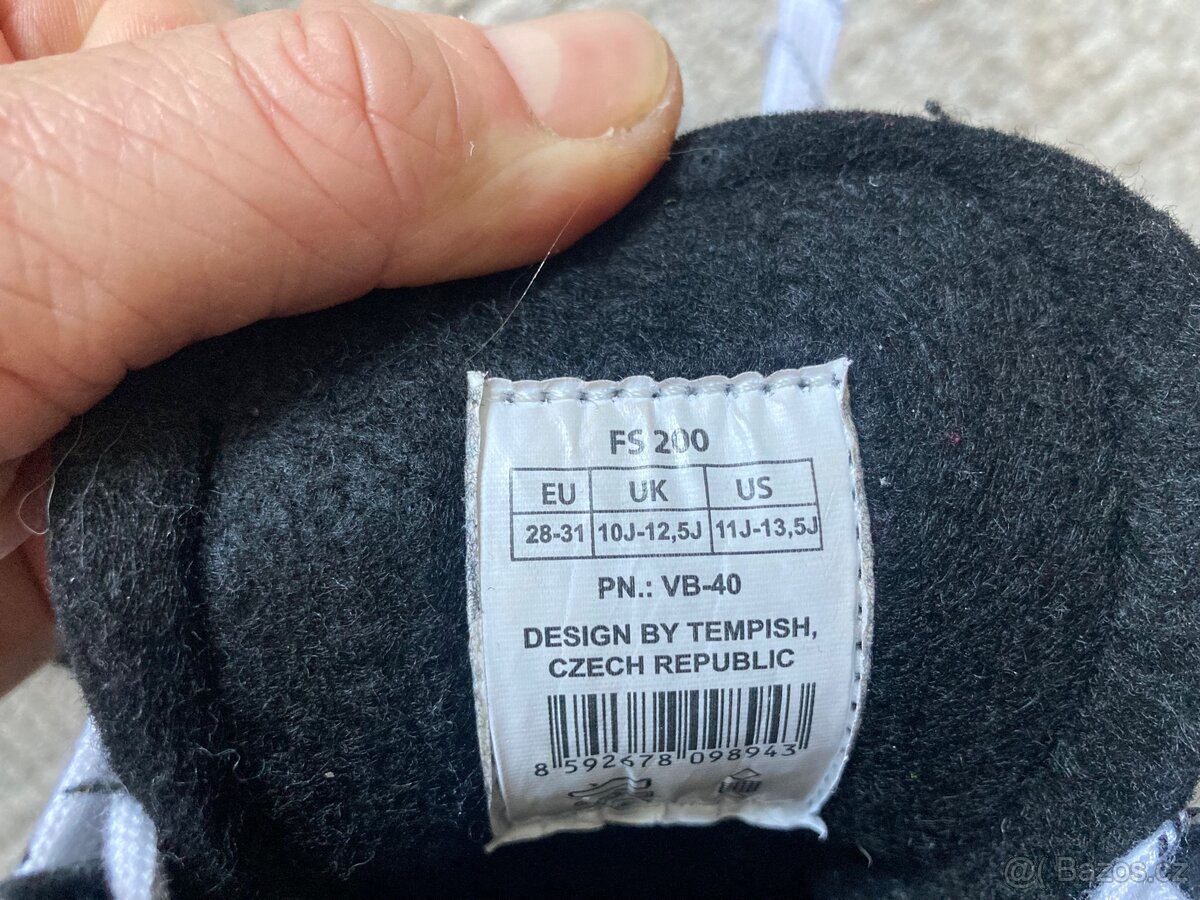 FS 200
EU UK US
28-31 10J-12,5J 11J-13,5J
PN.: VB-40
DESIGN BY TEMPISH,
CZECH REPUBLIC
8 592678 098943
Bazos.cz